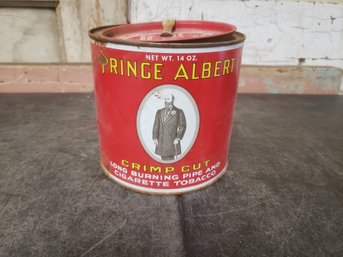 NET WT. 14 OZ.
PRINCE ALBERT
CRIMP CUT
LONG BURNING PIPE AND
CIGARETTE TOBACCO